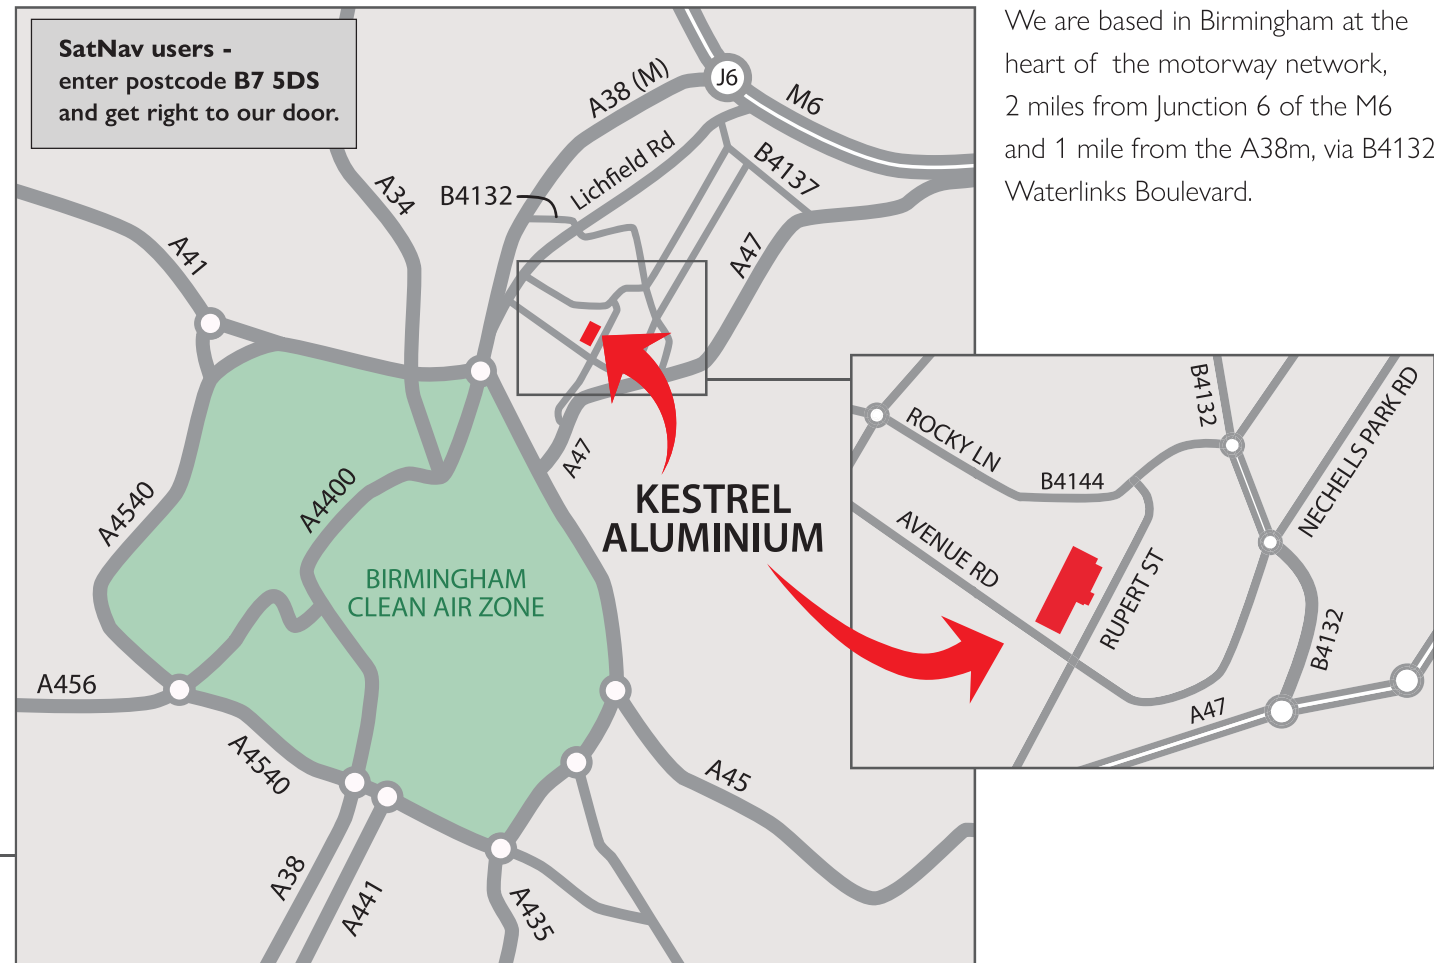 SatNav users -
enter postcode B7 5DS
and get right to our door.
We are based in Birmingham at the
heart of the motorway network,
2 miles from Junction 6 of the M6
and 1 mile from the A38m, via B4132
Waterlinks Boulevard.
J6
A38 (M)
M6
Lichfield Rd
B4137
B4132
A34
A41
A47
A47
A4540
A4400
KESTREL
ALUMINIUM
BIRMINGHAM
CLEAN AIR ZONE
A456
A4540
A45
A38
A441
A435
B4132
NECHELLS PARK RD
ROCKY LN
B4144
AVENUE RD
RUPERT ST
B4132
A47